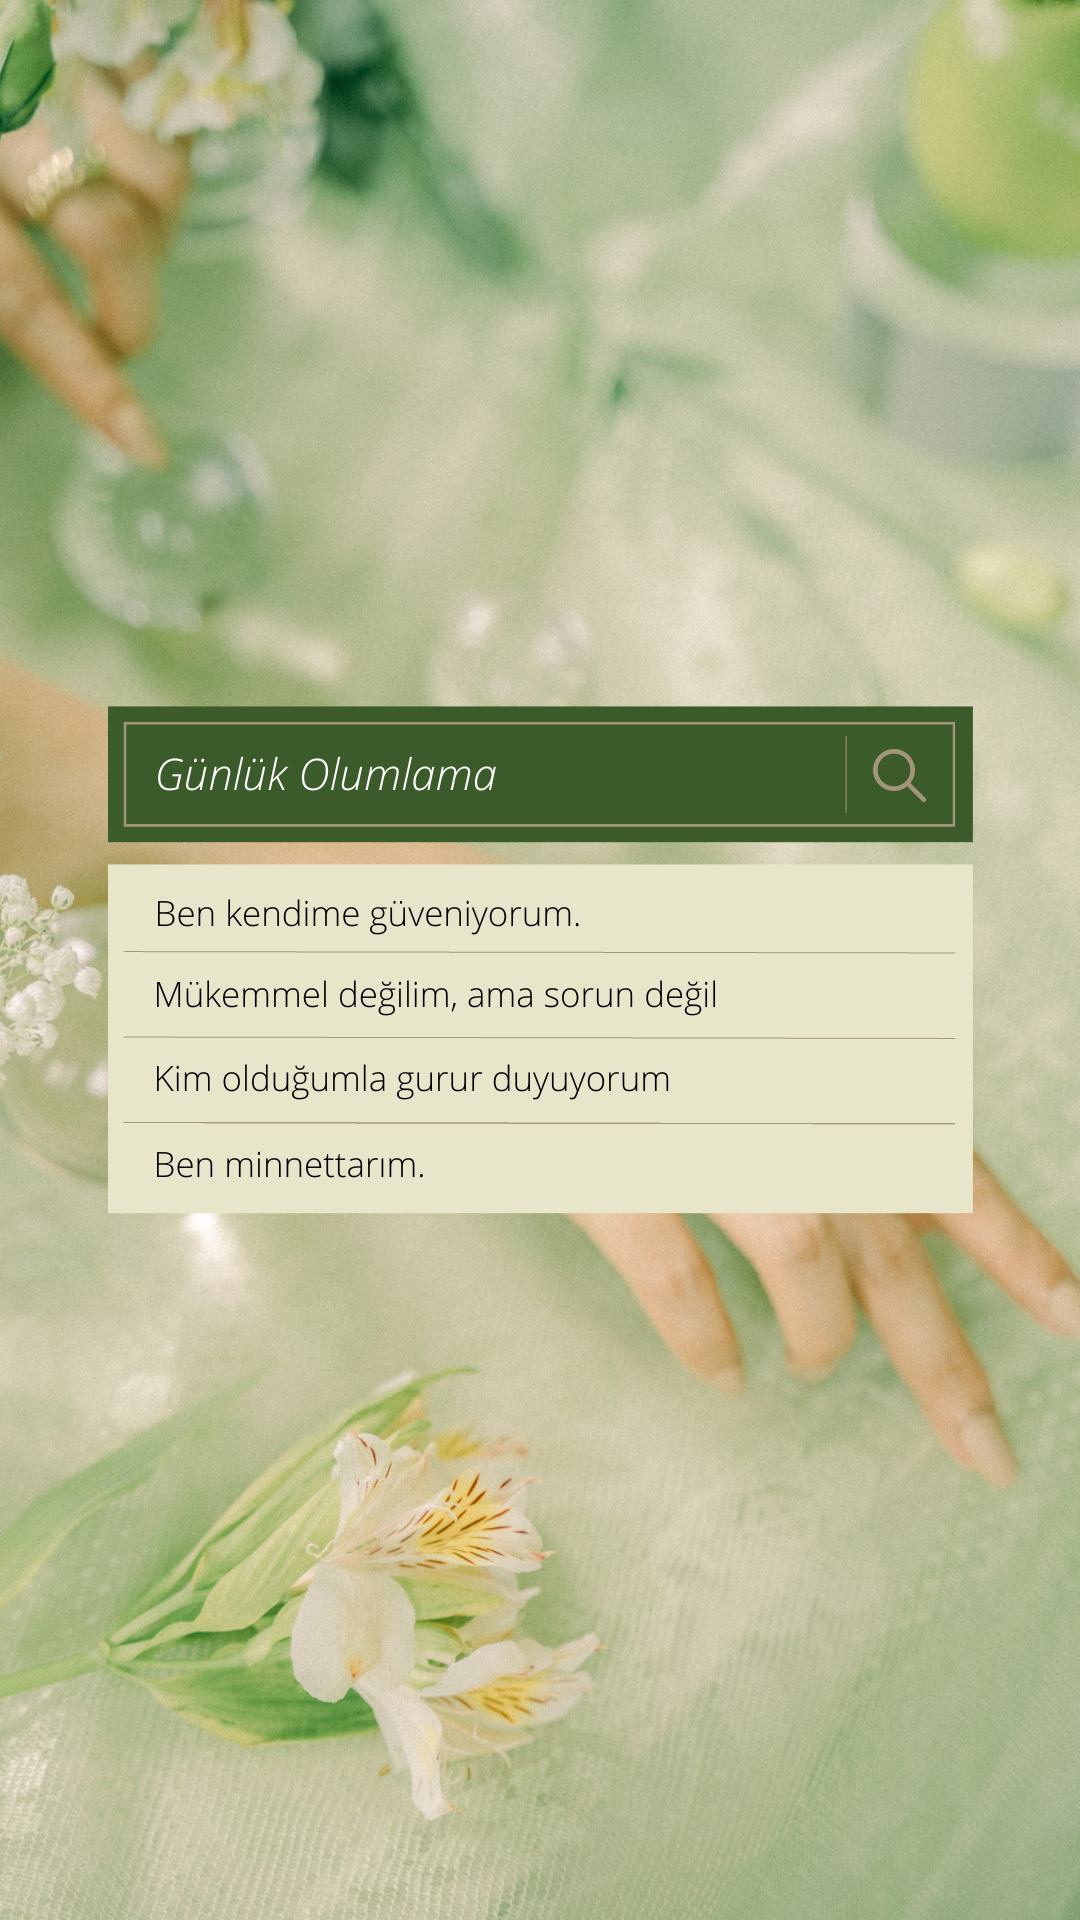 Günlük Olumlama
Ben kendime güveniyorum.
Mükemmel değilim, ama sorun değil
Kim olduğumla gurur duyuyorum
Ben minnettarım.